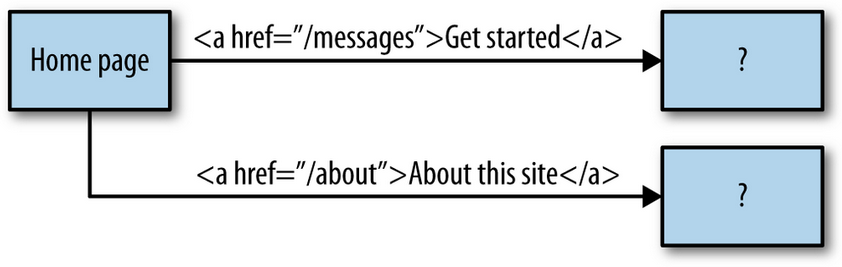 <a href="/messages">Get started</a>
Home page
?
<a href="/about">About this site</a>
?